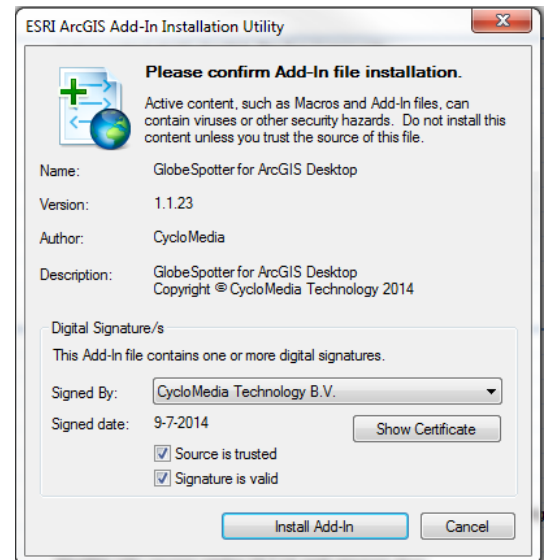 ESRI ArcGIS Add-In Installation Utility
Please confirm Add-In file installation.
Active content, such as Macros and Add-In files, can
contain viruses or other security hazards. Do not install this
content unless you trust the source of this file.
Name: GlobeSpotter for ArcGIS Desktop
Version: 1.1.23
Author: CycloMedia
Description: GlobeSpotter for ArcGIS Desktop
Copyright © CycloMedia Technology 2014
Digital Signature/s
This Add-In file contains one or more digital signatures.
Signed By: CycloMedia Technology B.V.
Signed date: 9-7-2014
Show Certificate
Source is trusted
Signature is valid
Install Add-In Cancel